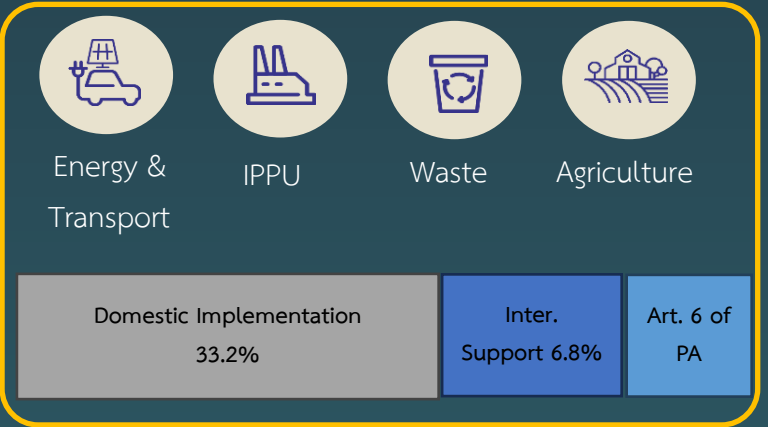 Energy &
Transport
IPPU
Waste
Agriculture
Domestic Implementation
33.2%
Inter.
Support 6.8%
Art. 6 of
PA